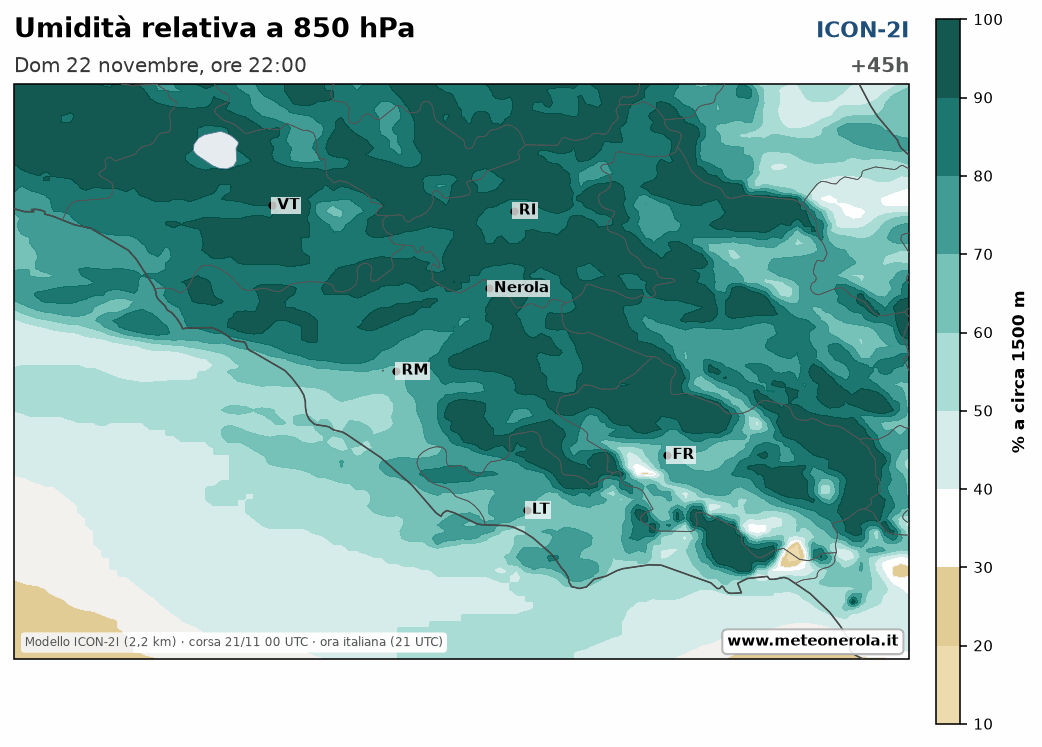 Umidità relativa a 850 hPa
ICON-2I
Dom 22 novembre, ore 22:00
+45h
VT
RI
Nerola
RM
FR
LT
Modello ICON-2I (2,2 km) · corsa 21/11 00 UTC · ora italiana (21 UTC)
www.meteonerola.it
100
90
80
70
60
50
40
30
20
10
% a circa 1500 m